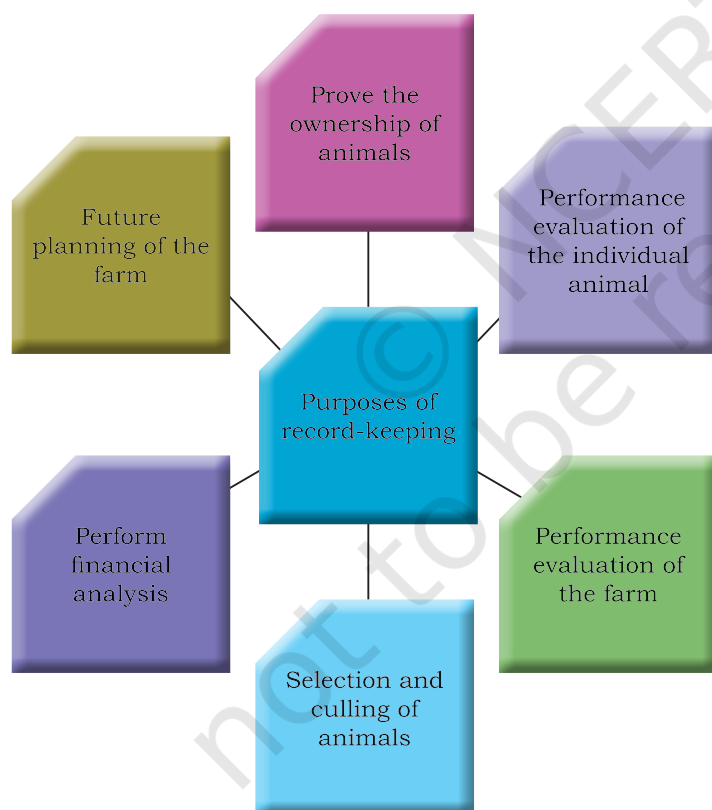 Prove the
ownership of
animals
Performance
evaluation of
the individual
animal
Future
planning of the
farm
Purposes of
record-keeping
Perform
financial
analysis
Performance
evaluation of
the farm
Selection and
culling of
animals
© NCERT
not to be re